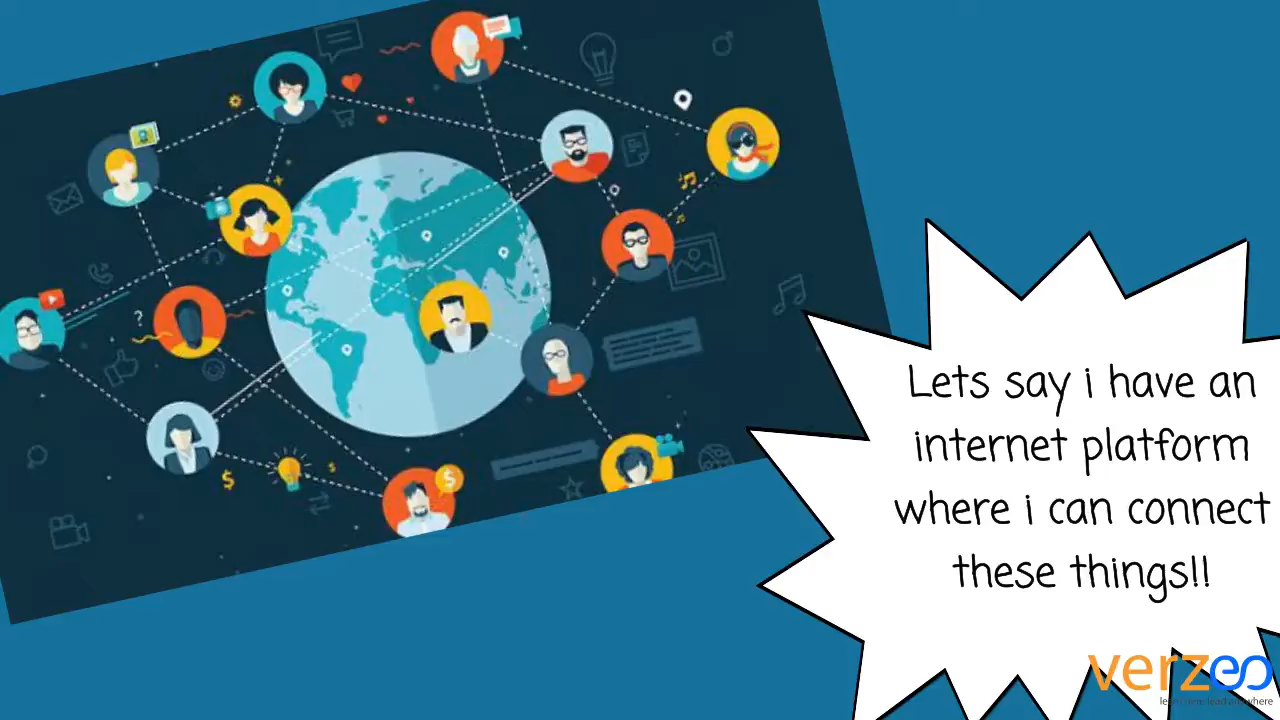 Lets say i have an
internet platform
where i can connect
these things!!
verzeo